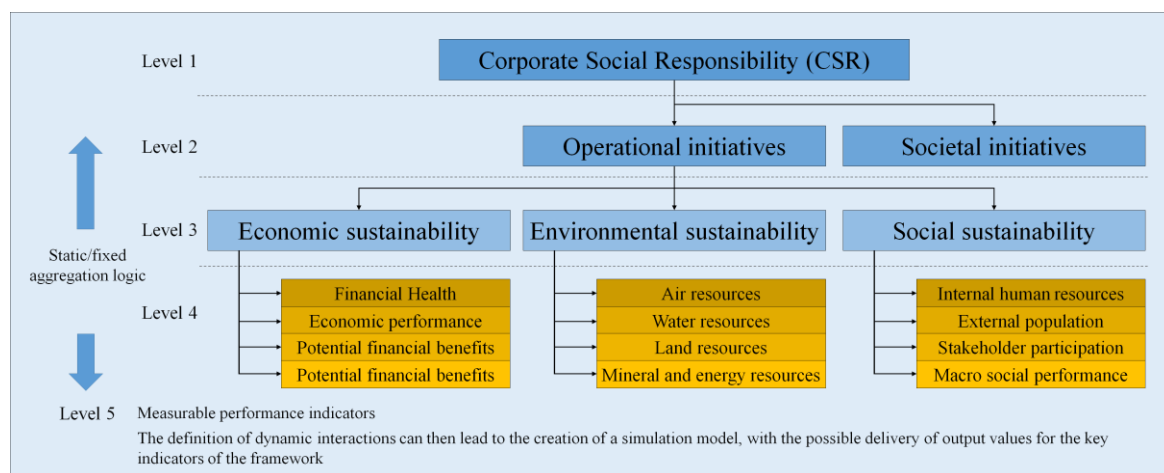 Level 1
Corporate Social Responsibility (CSR)
Level 2
Operational initiatives
Societal initiatives
Level 3
Economic sustainability
Environmental sustainability
Social sustainability
Static/fixed
aggregation logic
Level 4
Financial Health
Economic performance
Potential financial benefits
Potential financial benefits
Air resources
Water resources
Land resources
Mineral and energy resources
Internal human resources
External population
Stakeholder participation
Macro social performance
Level 5
Measurable performance indicators
The definition of dynamic interactions can then lead to the creation of a simulation model, with the possible delivery of output values for the key
indicators of the framework